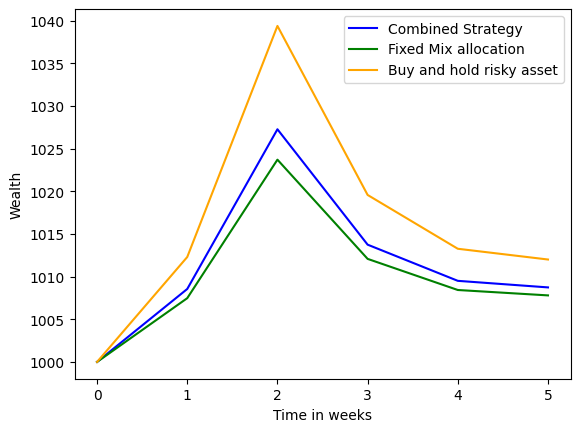 Combined Strategy
Fixed Mix allocation
Buy and hold risky asset
Wealth
1040
1035
1030
1025
1020
1015
1010
1005
1000
0 1 2 3 4 5
Time in weeks